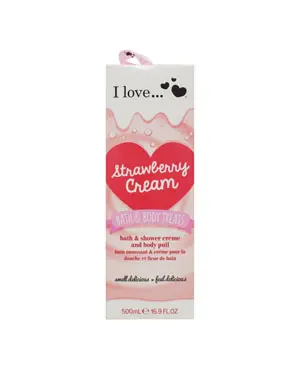 I love...
Strawberry
Cream
BATH & BODY TREATS
bath & shower crème
and body puff
bain moussant & crème pour la
douche et fleur de bain
smell delicious • feel delicious
500mL e 16.9 FL.OZ